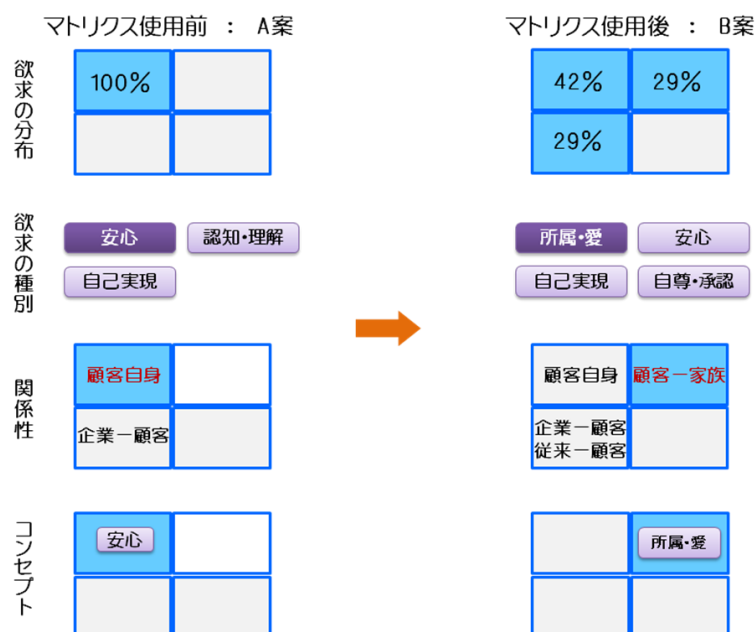 マトリクス使用前 : A案
マトリクス使用後 : B案
欲求の分布
100%
42%
29%
29%
欲求の種別
安心
認知・理解
自己実現
所属・愛
安心
自己実現
自尊・承認
関係性
顧客自身
企業ー顧客
顧客自身
顧客ー家族
企業ー顧客
従来ー顧客
コンセプト
安心
所属・愛